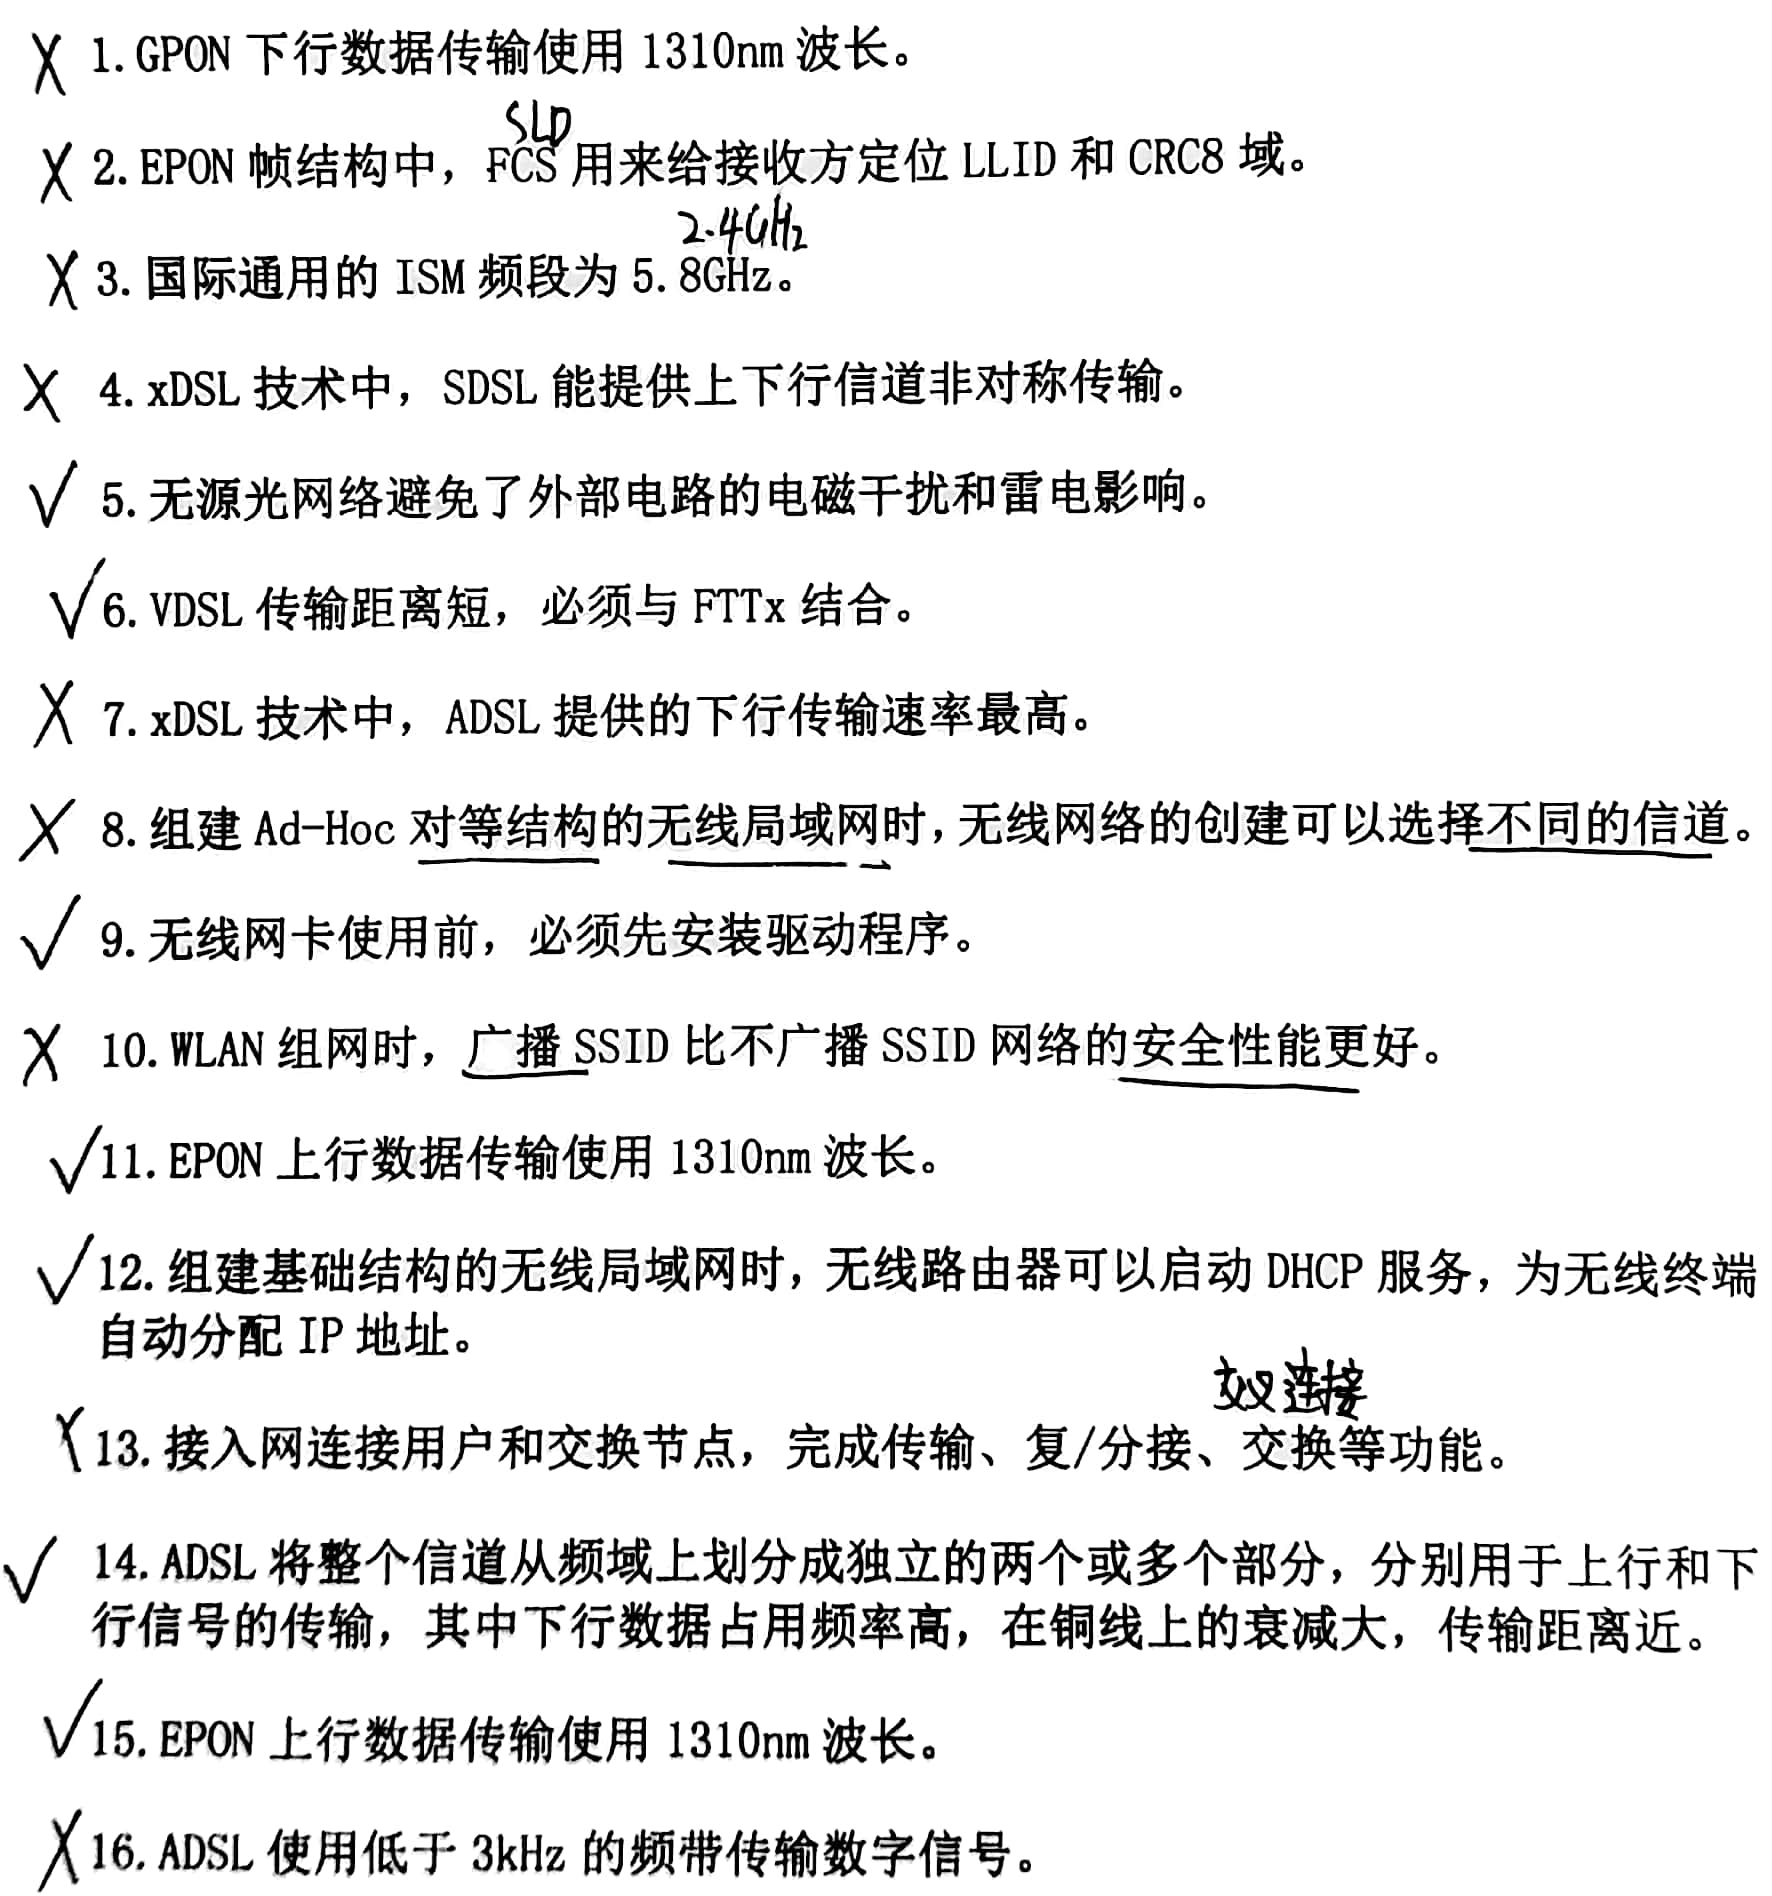 X 1.GPON 下行数据传输使用 1310nm 波长。
SLD
X 2.EPON 帧结构中，FCS 用来给接收方定位 LLID 和 CRC8 域。
2.4GHz
X 3.国际通用的 ISM 频段为 5.8GHz。
X 4.xDSL 技术中，SDSL 能提供上下行信道非对称传输。
√ 5.无源光网络避免了外部电路的电磁干扰和雷电影响。
√ 6.VDSL 传输距离短，必须与 FTTx 结合。
X 7.xDSL 技术中，ADSL 提供的下行传输速率最高。
X 8.组建 Ad-Hoc 对等结构的无线局域网时，无线网络的创建可以选择不同的信道。
√ 9.无线网卡使用前，必须先安装驱动程序。
X 10.WLAN 组网时，广播 SSID 比不广播 SSID 网络的安全性能更好。
√ 11.EPON 上行数据传输使用 1310nm 波长。
√ 12.组建基础结构的无线局域网时，无线路由器可以启动 DHCP 服务，为无线终端
自动分配 IP 地址。
交叉连接
X 13.接入网连接用户和交换节点，完成传输、复/分接、交换等功能。
√ 14.ADSL 将整个信道从频域上划分成独立的两个或多个部分，分别用于上行和下
行信号的传输，其中下行数据占用频率高，在铜线上的衰减大，传输距离近。
√ 15.EPON 上行数据传输使用 1310nm 波长。
X 16.ADSL 使用低于 3kHz 的频带传输数字信号。